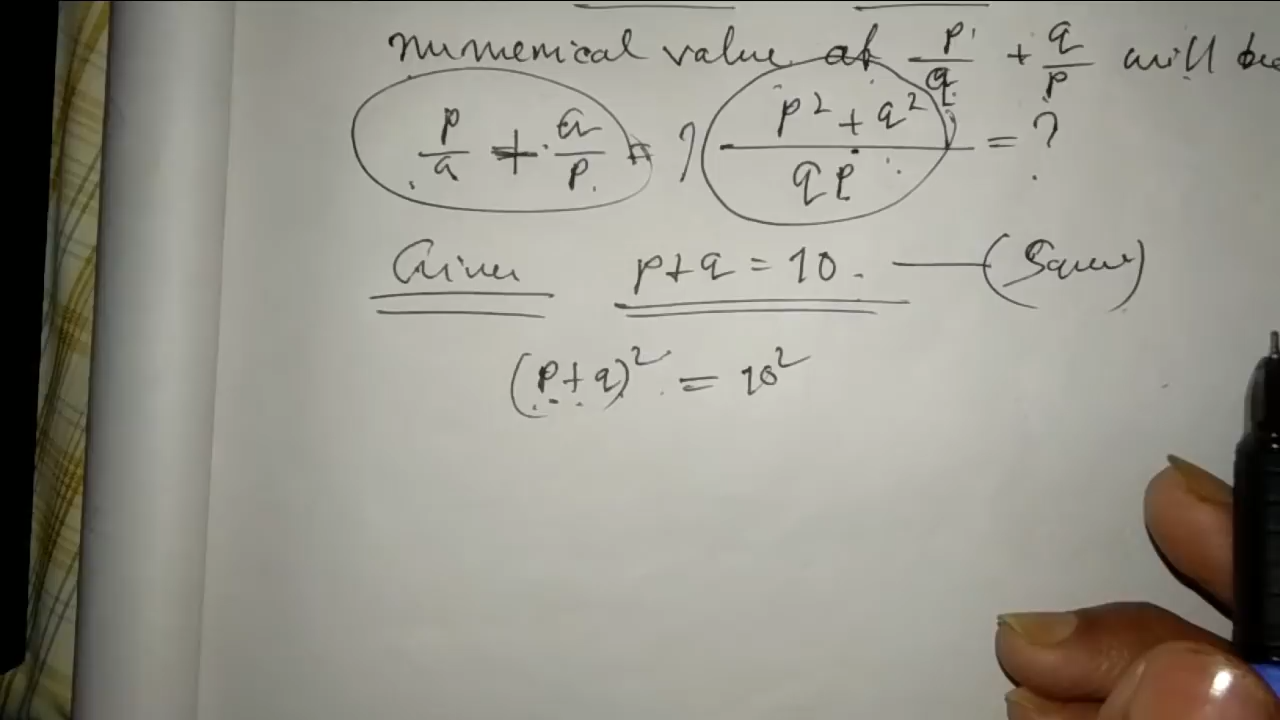 numerical value of p/q + q/p will be
p/q + q/p = ? (p² + q²)/qp = ?
Given p+q = 10. — (Square)
(p+q)² = 10²